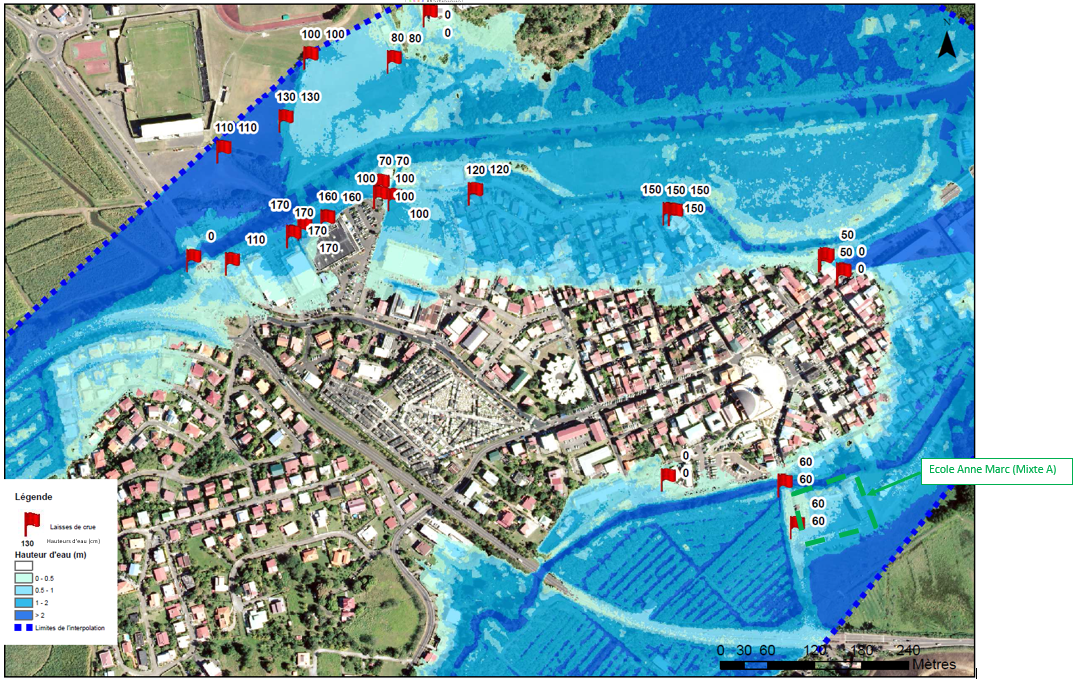 0
100 100
80 80
0
N
130 130
110 110
70 70
120 120
100
100
150 150 150
160 160
100
170
150
170
100
50
0
110
170
50 0
170
0
0
60
Ecole Anne Marc (Mixte A)
0
60
60
60
Légende
Laisses de crue
130
Hauteurs d'eau (cm)
Hauteur d'eau (m)
0 - 0.5
0.5 - 1
1 - 2
> 2
Limites de l'interpolation
0 30 60 120 180 240
Mètres